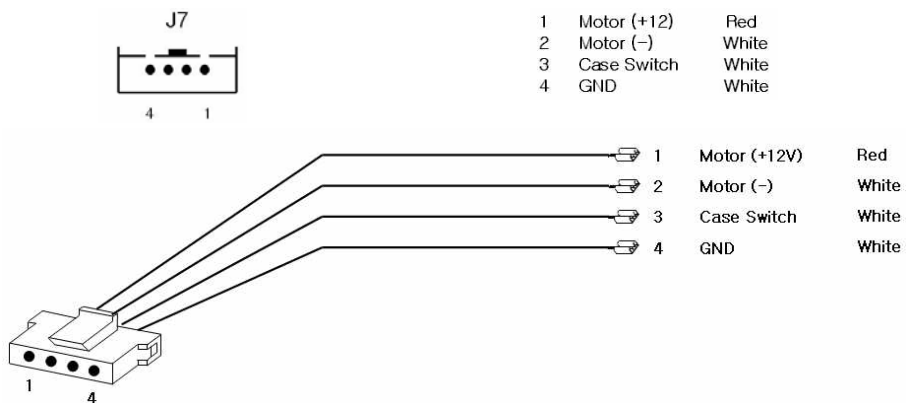 J7
4 1
1 Motor (+12) Red
2 Motor (-) White
3 Case Switch White
4 GND White
1 Motor (+12V) Red
2 Motor (-) White
3 Case Switch White
4 GND White
1
4